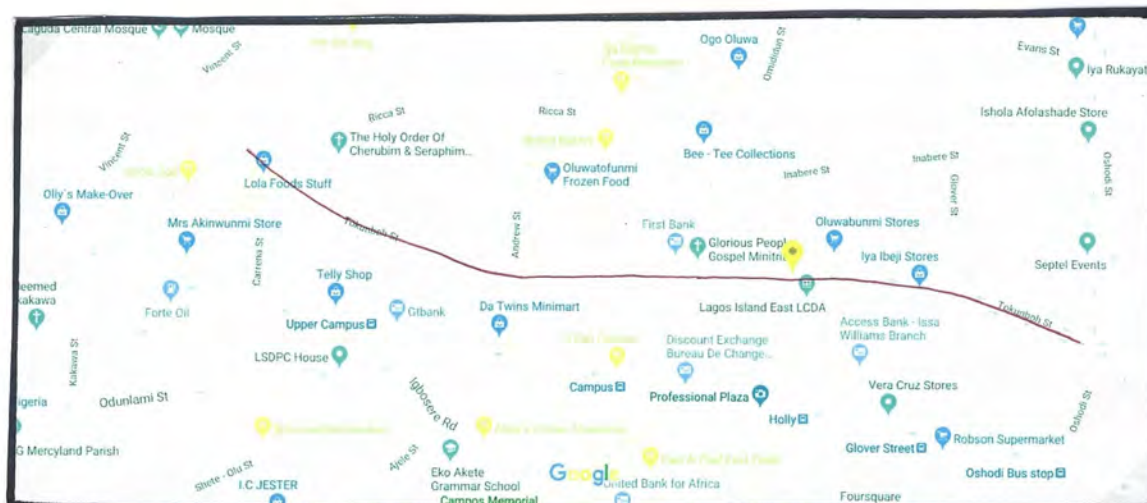 caguda Central Mosque
Mosque
Vincent St
Ogo Oluwa
Omididun St
Evans St
Iya Rukayat
Ricca St
Ricca St
Ishola Afolashade Store
Vincent St
The Holy Order Of
Cherubim & Seraphim...
Bee - Tee Collections
Inabere St
Inabere St
Oshodi St
Lola Foods Stuff
Oluwatofunmi
Frozen Food
Glover St
Olly's Make-Over
Mrs Akinwunmi Store
Tokunboh St
Andrew St
First Bank
Glorious People
Gospel Minitri
Oluwabunmi Stores
Iya Ibeji Stores
Septel Events
Carrena St
Telly Shop
Forte Oil
Gtbank
Da Twins Minimart
Lagos Island East LCDA
Tokunboh St
leemed
kakawa
Upper Campus
Access Bank - Issa
Williams Branch
Discount Exchange
Bureau De Change...
LSDPC House
Kakawa St
Campus
Professional Plaza
Vera Cruz Stores
igeria
Odunlami St
Igbosere Rd
Holly
Oshodi St
G Mercyland Parish
Glover Street
Robson Supermarket
Shete - Olu St
Ajele St
Eko Akete
Grammar School
Google
Oshodi Bus stop
I.C JESTER
Campos Memorial
United Bank for Africa
Foursquare